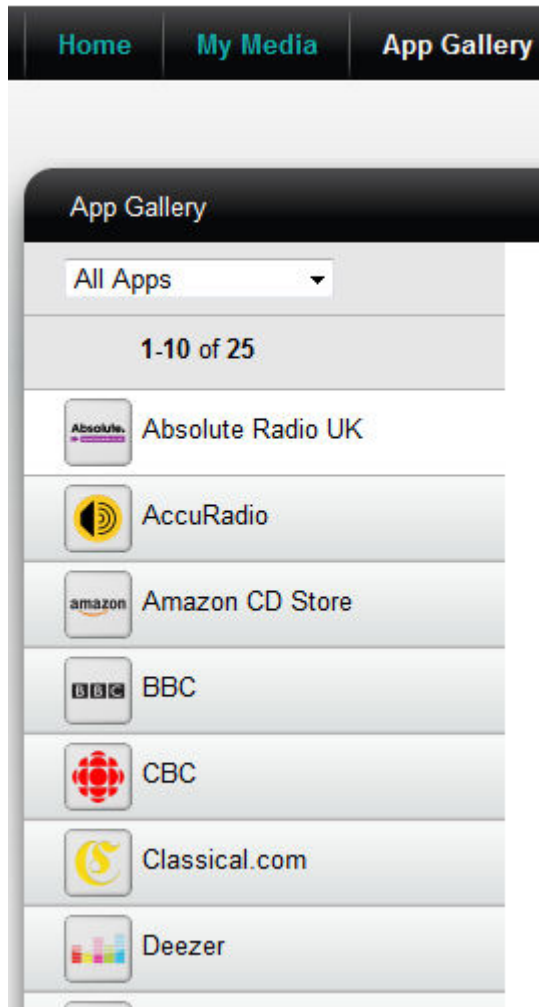 Home My Media App Gallery
App Gallery
All Apps
1-10 of 25
Absolute. Absolute Radio UK
AccuRadio
amazon Amazon CD Store
BBC BBC
CBC
C Classical.com
Deezer